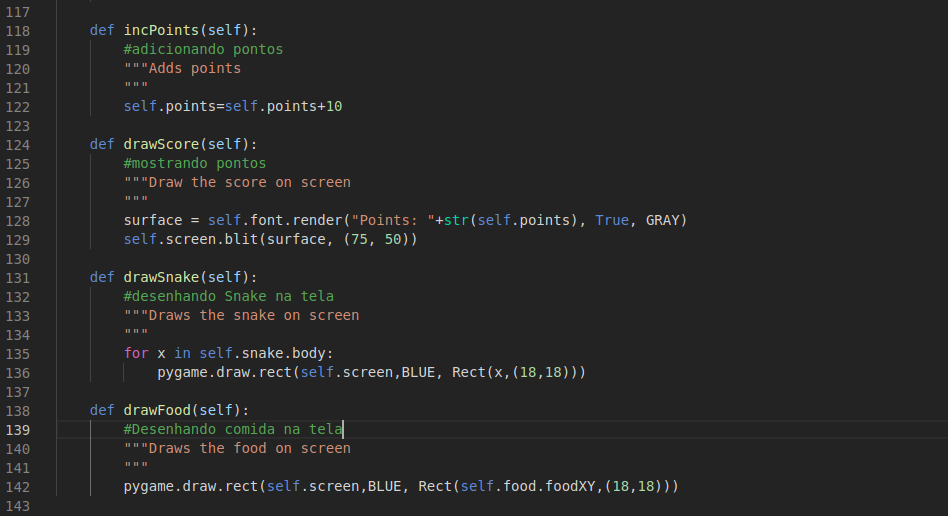 117
118 def incPoints(self):
119 #adicionando pontos
120 """Adds points
121 """
122 self.points=self.points+10
123
124 def drawScore(self):
125 #mostrando pontos
126 """Draw the score on screen
127 """
128 surface = self.font.render("Points: "+str(self.points), True, GRAY)
129 self.screen.blit(surface, (75, 50))
130
131 def drawSnake(self):
132 #desenhando Snake na tela
133 """Draws the snake on screen
134 """
135 for x in self.snake.body:
136 pygame.draw.rect(self.screen,BLUE, Rect(x,(18,18)))
137
138 def drawFood(self):
139 #Desenhando comida na tela
140 """Draws the food on screen
141 """
142 pygame.draw.rect(self.screen,BLUE, Rect(self.food.foodXY,(18,18)))
143